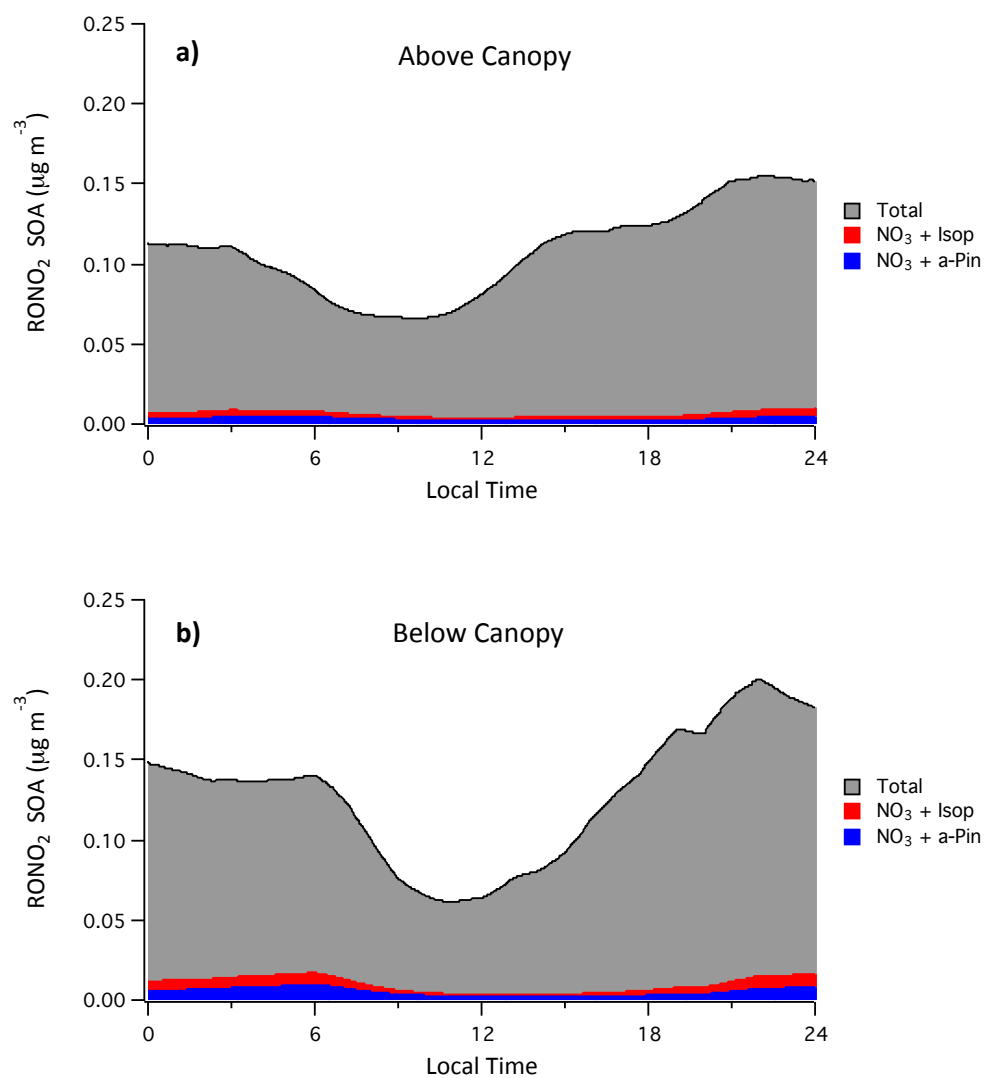 a)
Above Canopy
0.25
0.20
0.15
0.10
0.05
0.00
RONO₂ SOA (µg m⁻³)
0 6 12 18 24
Local Time
Total
NO₃ + Isop
NO₃ + a-Pin
b)
Below Canopy
0.25
0.20
0.15
0.10
0.05
0.00
RONO₂ SOA (µg m⁻³)
0 6 12 18 24
Local Time
Total
NO₃ + Isop
NO₃ + a-Pin